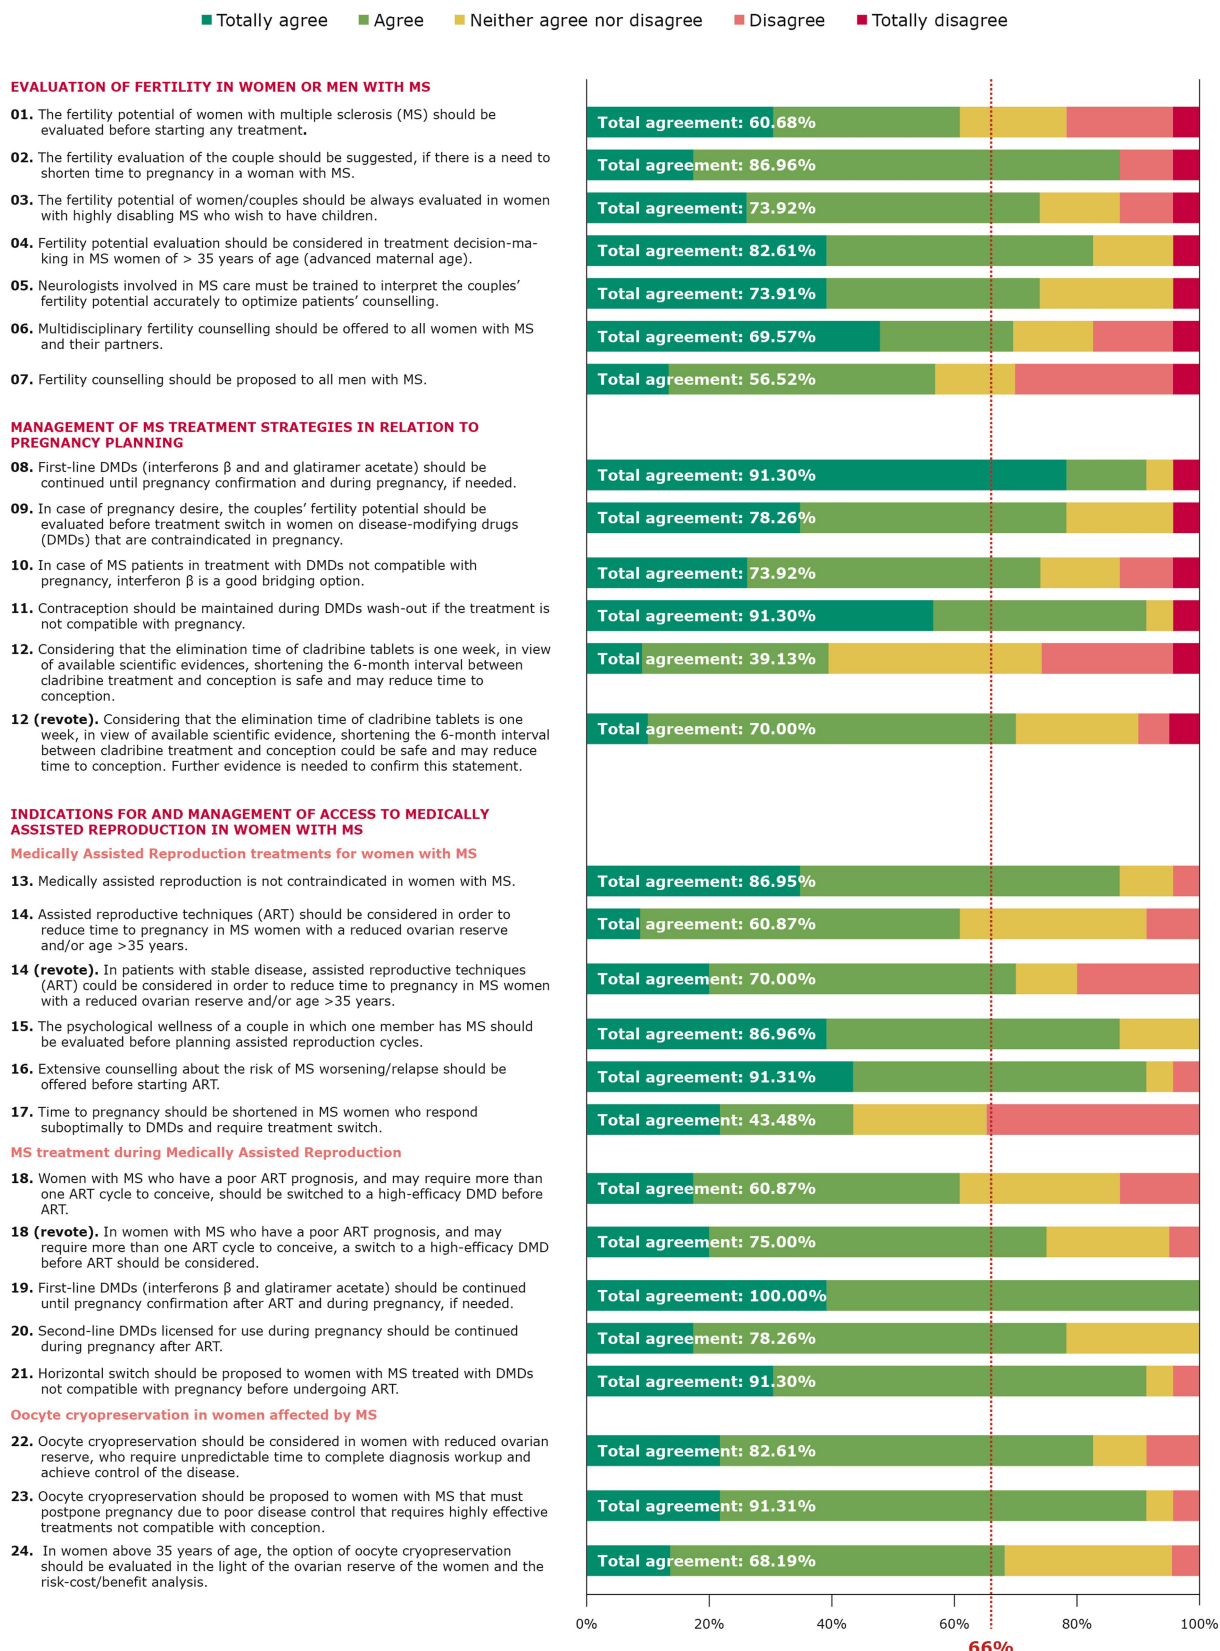 Totally agree Agree Neither agree nor disagree Disagree Totally disagree
EVALUATION OF FERTILITY IN WOMEN OR MEN WITH MS
01. The fertility potential of women with multiple sclerosis (MS) should be
evaluated before starting any treatment.
Total agreement: 60.68%
02. The fertility evaluation of the couple should be suggested, if there is a need to
shorten time to pregnancy in a woman with MS.
Total agreement: 86.96%
03. The fertility potential of women/couples should be always evaluated in women
with highly disabling MS who wish to have children.
Total agreement: 73.92%
04. Fertility potential evaluation should be considered in treatment decision-ma-
king in MS women of > 35 years of age (advanced maternal age).
Total agreement: 82.61%
05. Neurologists involved in MS care must be trained to interpret the couples’
fertility potential accurately to optimize patients’ counselling.
Total agreement: 73.91%
06. Multidisciplinary fertility counselling should be offered to all women with MS
and their partners.
Total agreement: 69.57%
07. Fertility counselling should be proposed to all men with MS.
Total agreement: 56.52%
MANAGEMENT OF MS TREATMENT STRATEGIES IN RELATION TO
PREGNANCY PLANNING
08. First-line DMDs (interferons β and and glatiramer acetate) should be
continued until pregnancy confirmation and during pregnancy, if needed.
Total agreement: 91.30%
09. In case of pregnancy desire, the couples’ fertility potential should be
evaluated before treatment switch in women on disease-modifying drugs
(DMDs) that are contraindicated in pregnancy.
Total agreement: 78.26%
10. In case of MS patients in treatment with DMDs not compatible with
pregnancy, interferon β is a good bridging option.
Total agreement: 73.92%
11. Contraception should be maintained during DMDs wash-out if the treatment is
not compatible with pregnancy.
Total agreement: 91.30%
12. Considering that the elimination time of cladribine tablets is one week, in view
of available scientific evidences, shortening the 6-month interval between
cladribine treatment and conception is safe and may reduce time to
conception.
Total agreement: 39.13%
12 (revote). Considering that the elimination time of cladribine tablets is one
week, in view of available scientific evidence, shortening the 6-month interval
between cladribine treatment and conception could be safe and may reduce
time to conception. Further evidence is needed to confirm this statement.
Total agreement: 70.00%
INDICATIONS FOR AND MANAGEMENT OF ACCESS TO MEDICALLY
ASSISTED REPRODUCTION IN WOMEN WITH MS
Medically Assisted Reproduction treatments for women with MS
13. Medically assisted reproduction is not contraindicated in women with MS.
Total agreement: 86.95%
14. Assisted reproductive techniques (ART) should be considered in order to
reduce time to pregnancy in MS women with a reduced ovarian reserve
and/or age >35 years.
Total agreement: 60.87%
14 (revote). In patients with stable disease, assisted reproductive techniques
(ART) could be considered in order to reduce time to pregnancy in MS women
with a reduced ovarian reserve and/or age >35 years.
Total agreement: 70.00%
15. The psychological wellness of a couple in which one member has MS should
be evaluated before planning assisted reproduction cycles.
Total agreement: 86.96%
16. Extensive counselling about the risk of MS worsening/relapse should be
offered before starting ART.
Total agreement: 91.31%
17. Time to pregnancy should be shortened in MS women who respond
suboptimally to DMDs and require treatment switch.
Total agreement: 43.48%
MS treatment during Medically Assisted Reproduction
18. Women with MS who have a poor ART prognosis, and may require more than
one ART cycle to conceive, should be switched to a high-efficacy DMD before
ART.
Total agreement: 60.87%
18 (revote). In women with MS who have a poor ART prognosis, and may
require more than one ART cycle to conceive, a switch to a high-efficacy DMD
before ART should be considered.
Total agreement: 75.00%
19. First-line DMDs (interferons β and glatiramer acetate) should be continued
until pregnancy confirmation after ART and during pregnancy, if needed.
Total agreement: 100.00%
20. Second-line DMDs licensed for use during pregnancy should be continued
during pregnancy after ART.
Total agreement: 78.26%
21. Horizontal switch should be proposed to women with MS treated with DMDs
not compatible with pregnancy before undergoing ART.
Total agreement: 91.30%
Oocyte cryopreservation in women affected by MS
22. Oocyte cryopreservation should be considered in women with reduced ovarian
reserve, who require unpredictable time to complete diagnosis workup and
achieve control of the disease.
Total agreement: 82.61%
23. Oocyte cryopreservation should be proposed to women with MS that must
postpone pregnancy due to poor disease control that requires highly effective
treatments not compatible with conception.
Total agreement: 91.31%
24. In women above 35 years of age, the option of oocyte cryopreservation
should be evaluated in the light of the ovarian reserve of the women and the
risk-cost/benefit analysis.
Total agreement: 68.19%
0% 20% 40% 60% 80% 100%
66%